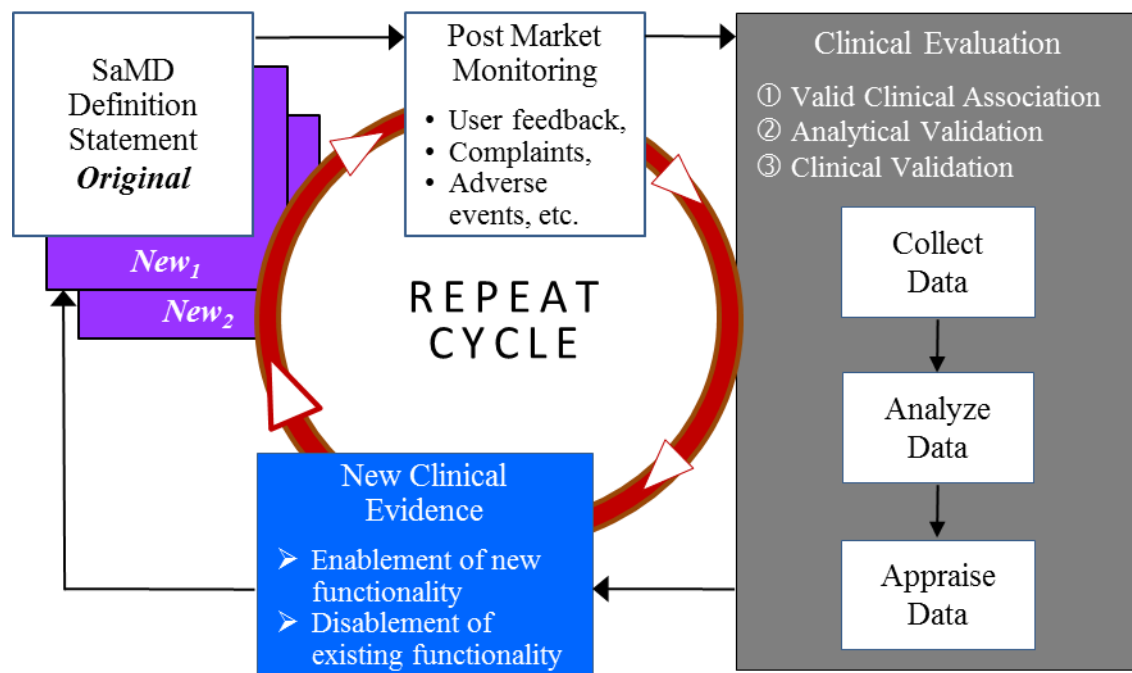 SaMD
Definition
Statement
Original
New1
New2
Post Market
Monitoring
• User feedback,
• Complaints,
• Adverse
events, etc.
REPEAT
CYCLE
New Clinical
Evidence
➢ Enablement of new
functionality
➢ Disablement of
existing functionality
Clinical Evaluation
① Valid Clinical Association
② Analytical Validation
③ Clinical Validation
Collect
Data
Analyze
Data
Appraise
Data